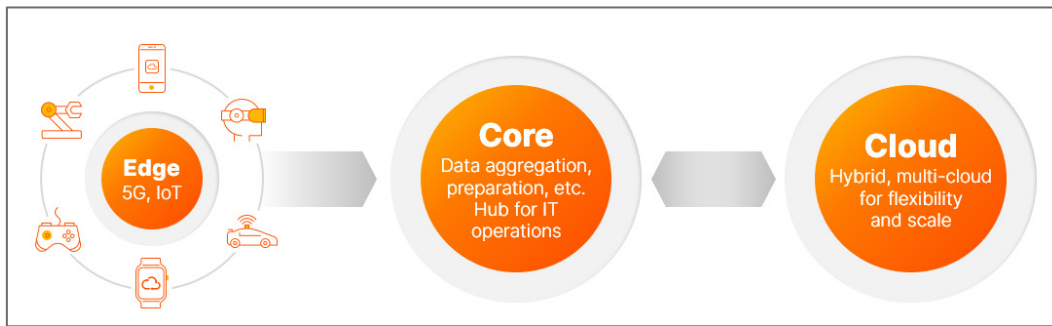 Edge
5G, IoT
Core
Data aggregation,
preparation, etc.
Hub for IT
operations
Cloud
Hybrid, multi-cloud
for flexibility
and scale